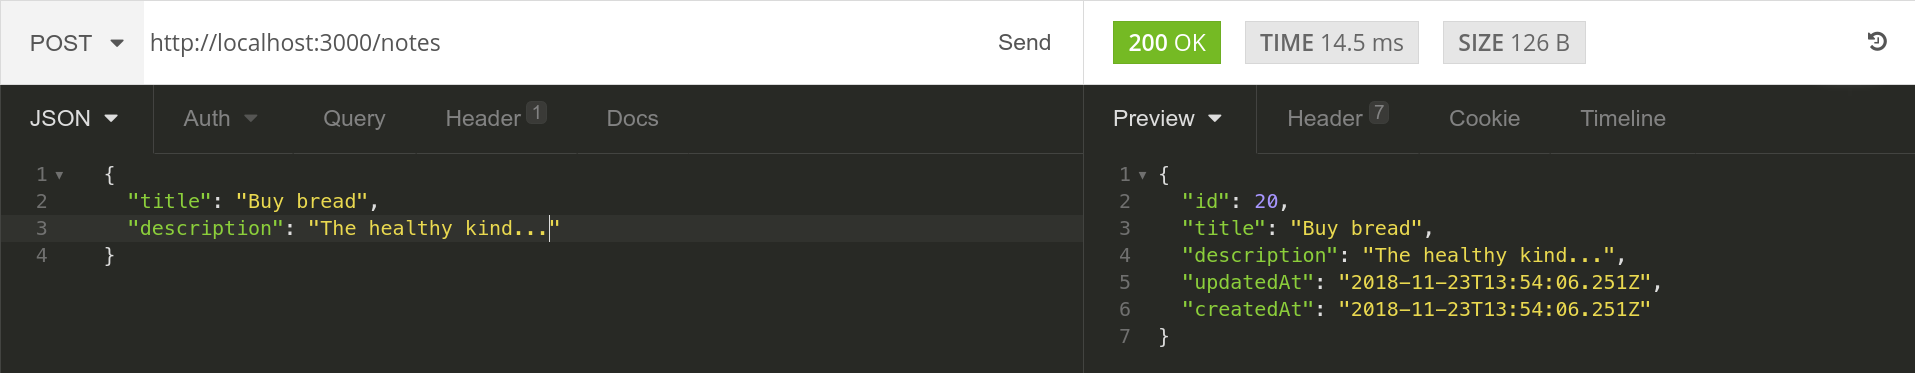 POST http://localhost:3000/notes Send 200 OK TIME 14.5 ms SIZE 126 B
JSON Auth Query Header 1 Docs
1 {
2 "title": "Buy bread",
3 "description": "The healthy kind..."
4 }
Preview Header 7 Cookie Timeline
1 {
2 "id": 20,
3 "title": "Buy bread",
4 "description": "The healthy kind...",
5 "updatedAt": "2018-11-23T13:54:06.251Z",
6 "createdAt": "2018-11-23T13:54:06.251Z"
7 }